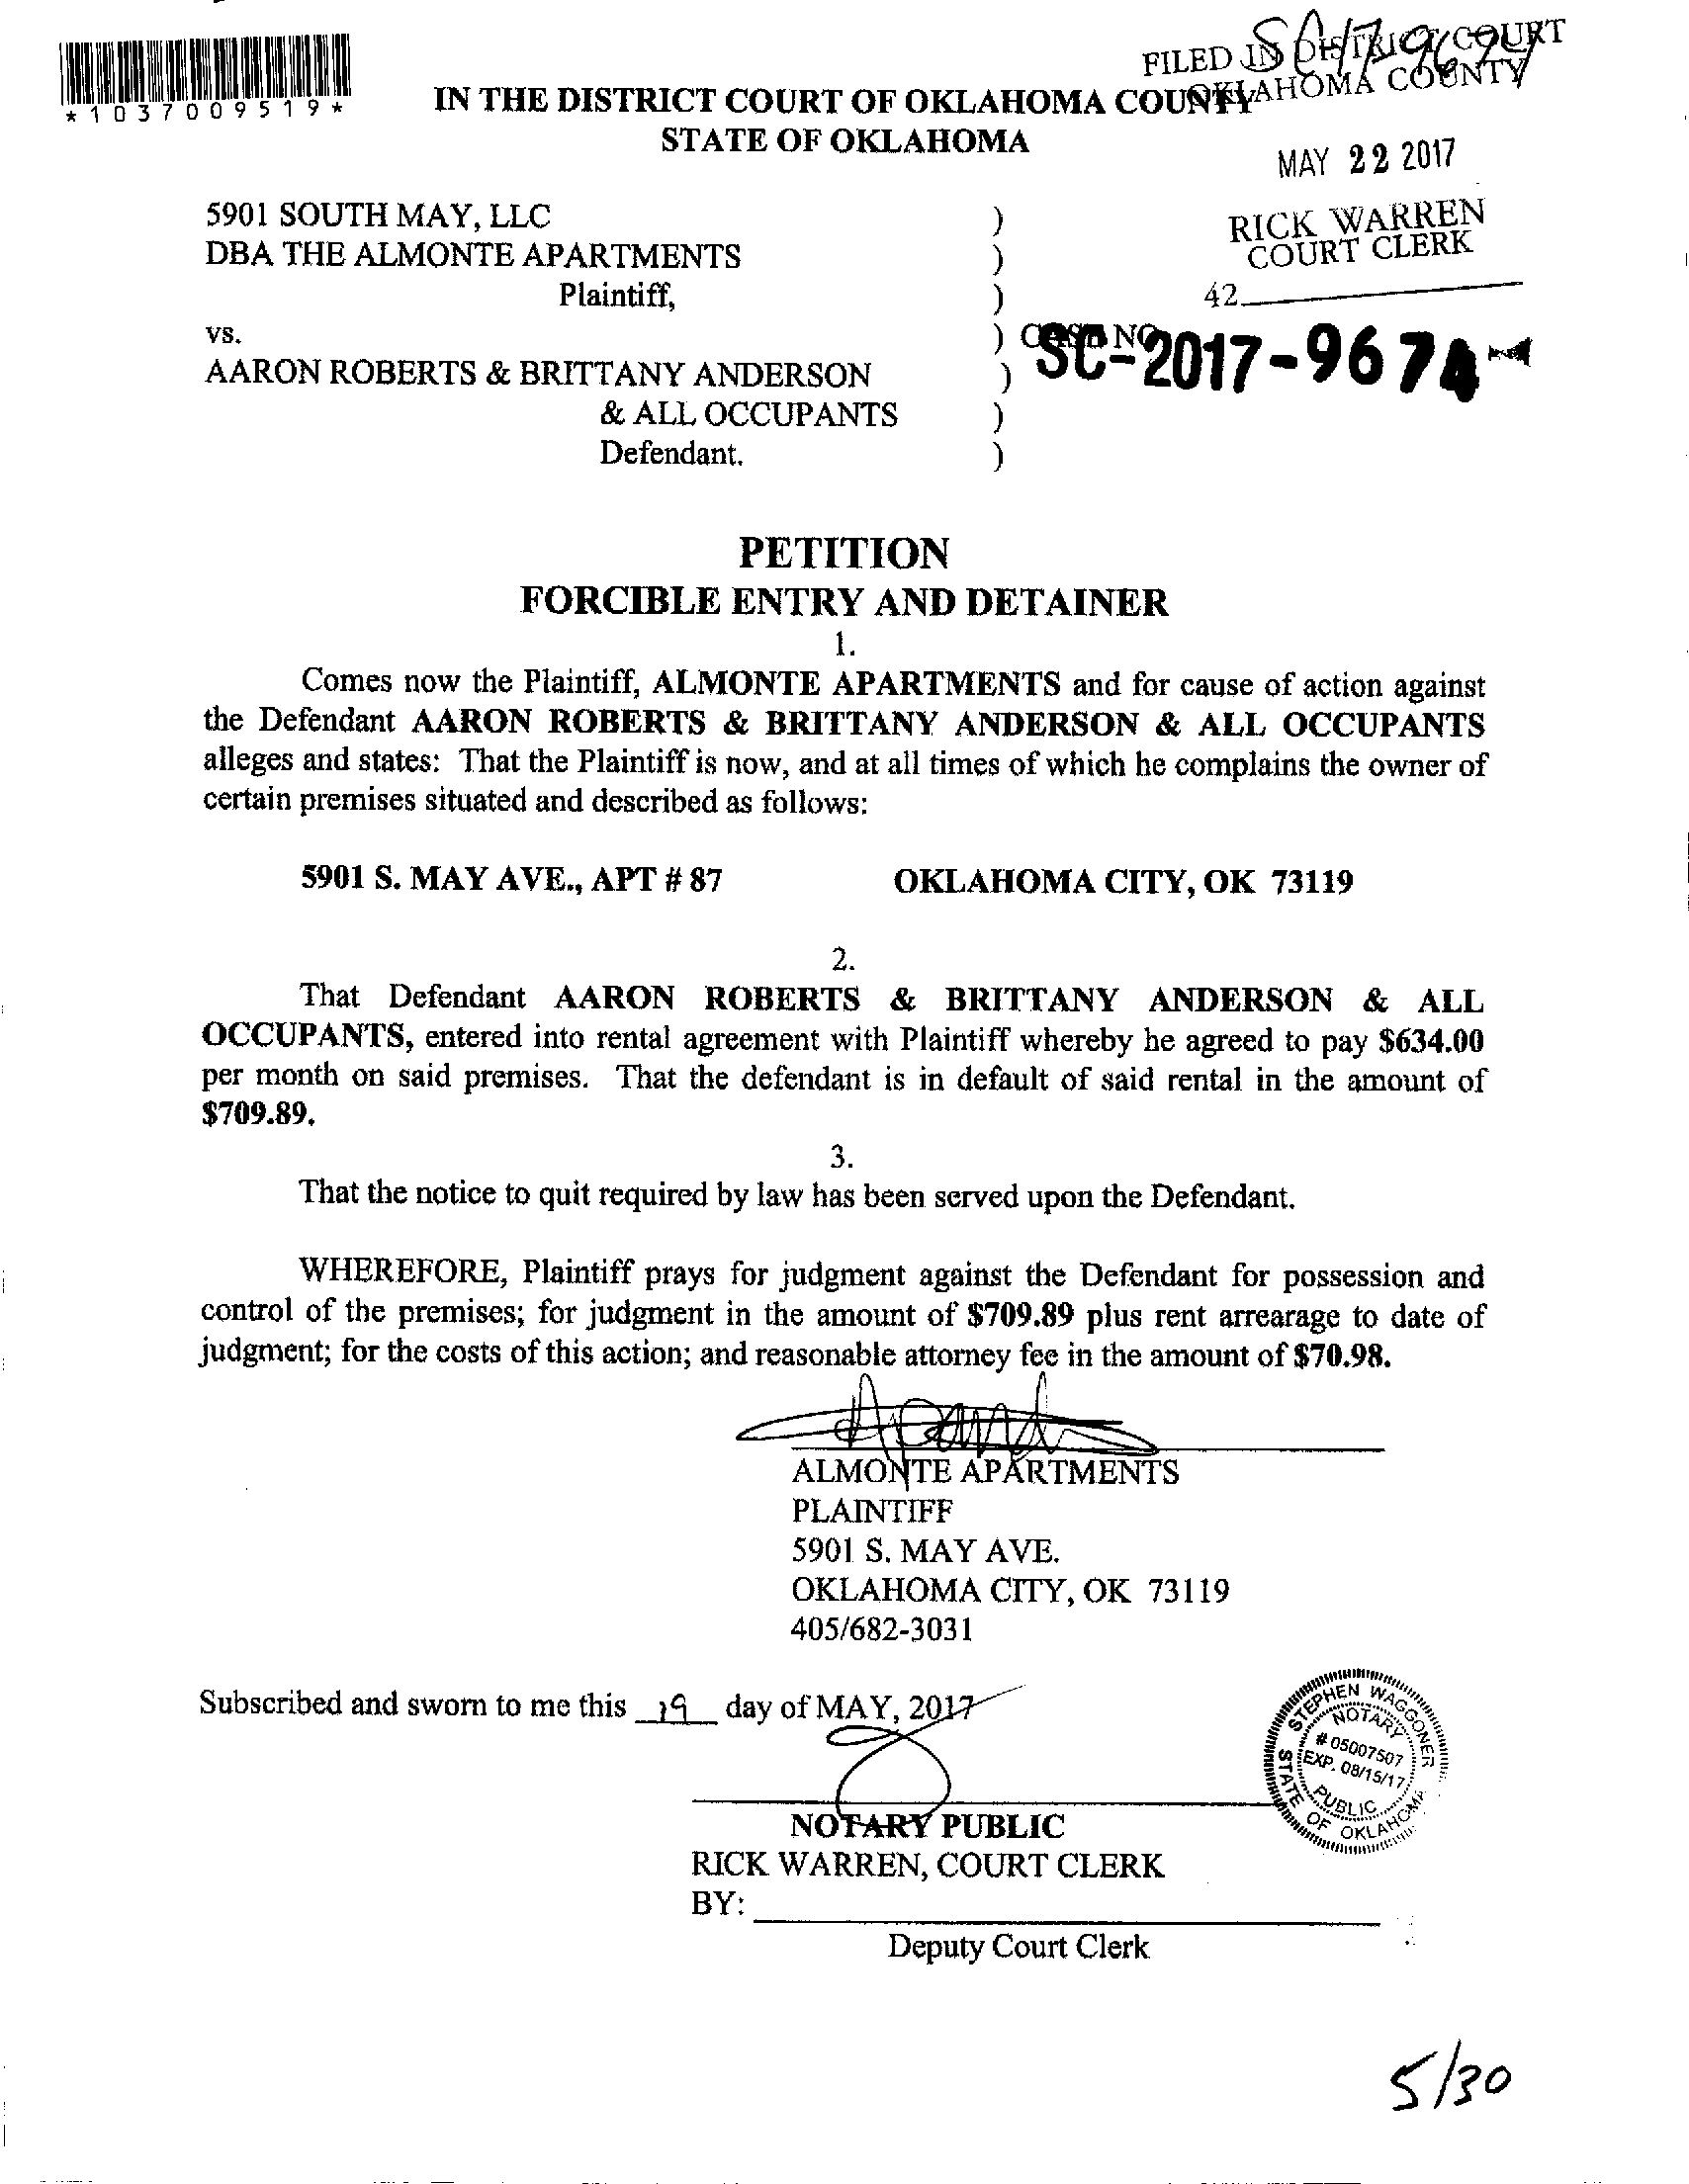 SC-17-9674
FILED IN DISTRICT COURT
OKLAHOMA COUNTY
*1037009519*
IN THE DISTRICT COURT OF OKLAHOMA COUNTY
STATE OF OKLAHOMA
MAY 22 2017
RICK WARREN
COURT CLERK
42
5901 SOUTH MAY, LLC )
DBA THE ALMONTE APARTMENTS )
Plaintiff, )
vs. ) CASE NO.
SC-2017-9674
AARON ROBERTS & BRITTANY ANDERSON )
& ALL OCCUPANTS )
Defendant. )
PETITION
FORCIBLE ENTRY AND DETAINER
1.
Comes now the Plaintiff, ALMONTE APARTMENTS and for cause of action against
the Defendant AARON ROBERTS & BRITTANY ANDERSON & ALL OCCUPANTS
alleges and states: That the Plaintiff is now, and at all times of which he complains the owner of
certain premises situated and described as follows:
5901 S. MAY AVE., APT # 87 OKLAHOMA CITY, OK 73119
2.
That Defendant AARON ROBERTS & BRITTANY ANDERSON & ALL
OCCUPANTS, entered into rental agreement with Plaintiff whereby he agreed to pay $634.00
per month on said premises. That the defendant is in default of said rental in the amount of
$709.89.
3.
That the notice to quit required by law has been served upon the Defendant.
WHEREFORE, Plaintiff prays for judgment against the Defendant for possession and
control of the premises; for judgment in the amount of $709.89 plus rent arrearage to date of
judgment; for the costs of this action; and reasonable attorney fee in the amount of $70.98.
ALMONTE APARTMENTS
PLAINTIFF
5901 S. MAY AVE.
OKLAHOMA CITY, OK 73119
405/682-3031
Subscribed and sworn to me this 19 day of MAY, 2017
STEPHEN WAGGONER
NOTARY
# 05007507
EXP. 08/15/17
PUBLIC
STATE OF OKLAHOMA
NOTARY PUBLIC
RICK WARREN, COURT CLERK
BY:
Deputy Court Clerk
5/30